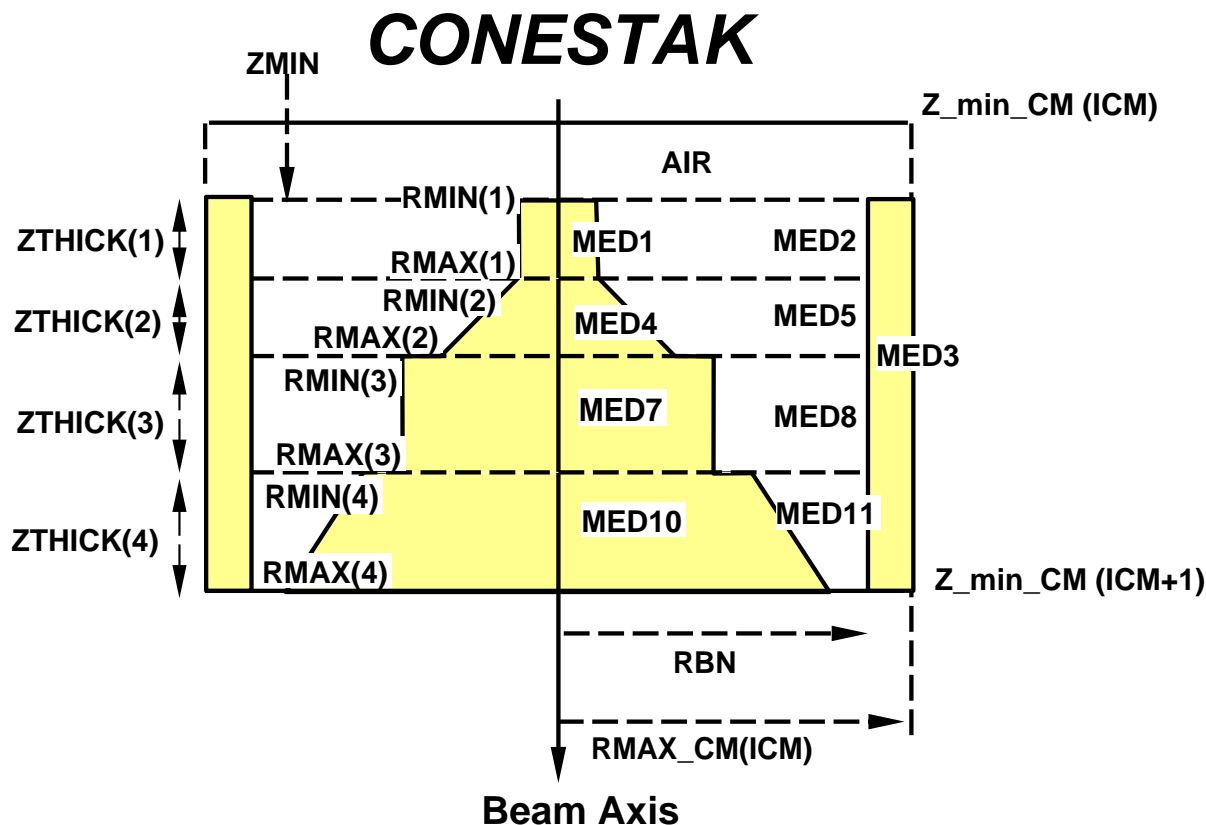 CONESTAK
ZMIN
Z_min_CM (ICM)
AIR
RMIN(1)
ZTHICK(1)
MED1
MED2
RMAX(1)
RMIN(2)
ZTHICK(2)
MED4
MED5
RMAX(2)
MED3
RMIN(3)
ZTHICK(3)
MED7
MED8
RMAX(3)
RMIN(4)
MED10
MED11
ZTHICK(4)
RMAX(4)
Z_min_CM (ICM+1)
RBN
RMAX_CM(ICM)
Beam Axis